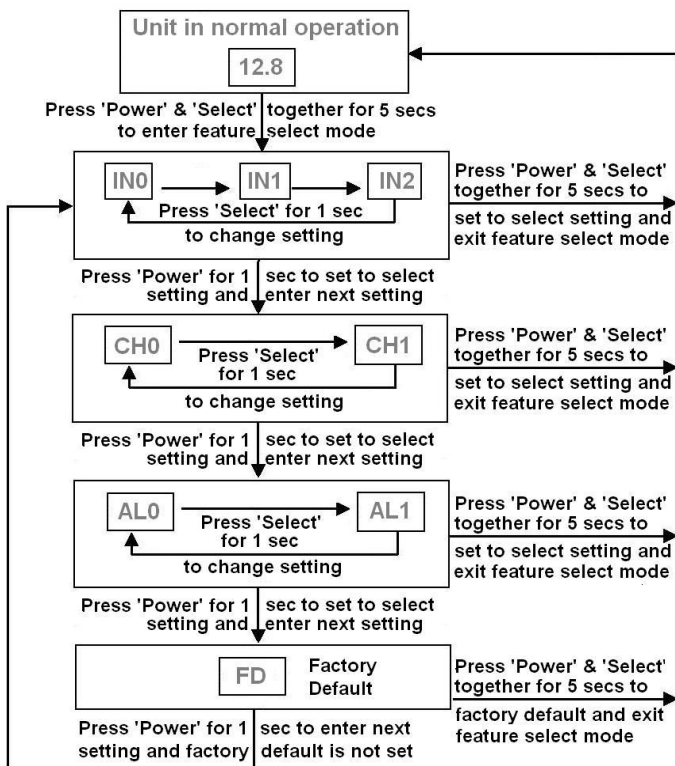 Unit in normal operation
12.8
Press 'Power' & 'Select' together for 5 secs
to enter feature select mode
IN0 IN1 IN2
Press 'Select' for 1 sec
to change setting
Press 'Power' & 'Select'
together for 5 secs to
set to select setting and
exit feature select mode
Press 'Power' for 1 sec to set to select
setting and enter next setting
CH0 CH1
Press 'Select'
for 1 sec
to change setting
Press 'Power' & 'Select'
together for 5 secs to
set to select setting and
exit feature select mode
Press 'Power' for 1 sec to set to select
setting and enter next setting
AL0 AL1
Press 'Select'
for 1 sec
to change setting
Press 'Power' & 'Select'
together for 5 secs to
set to select setting and
exit feature select mode
Press 'Power' for 1 sec to set to select
setting and enter next setting
FD Factory
Default
Press 'Power' & 'Select'
together for 5 secs to
factory default and exit
feature select mode
Press 'Power' for 1 sec to enter next
setting and factory default is not set